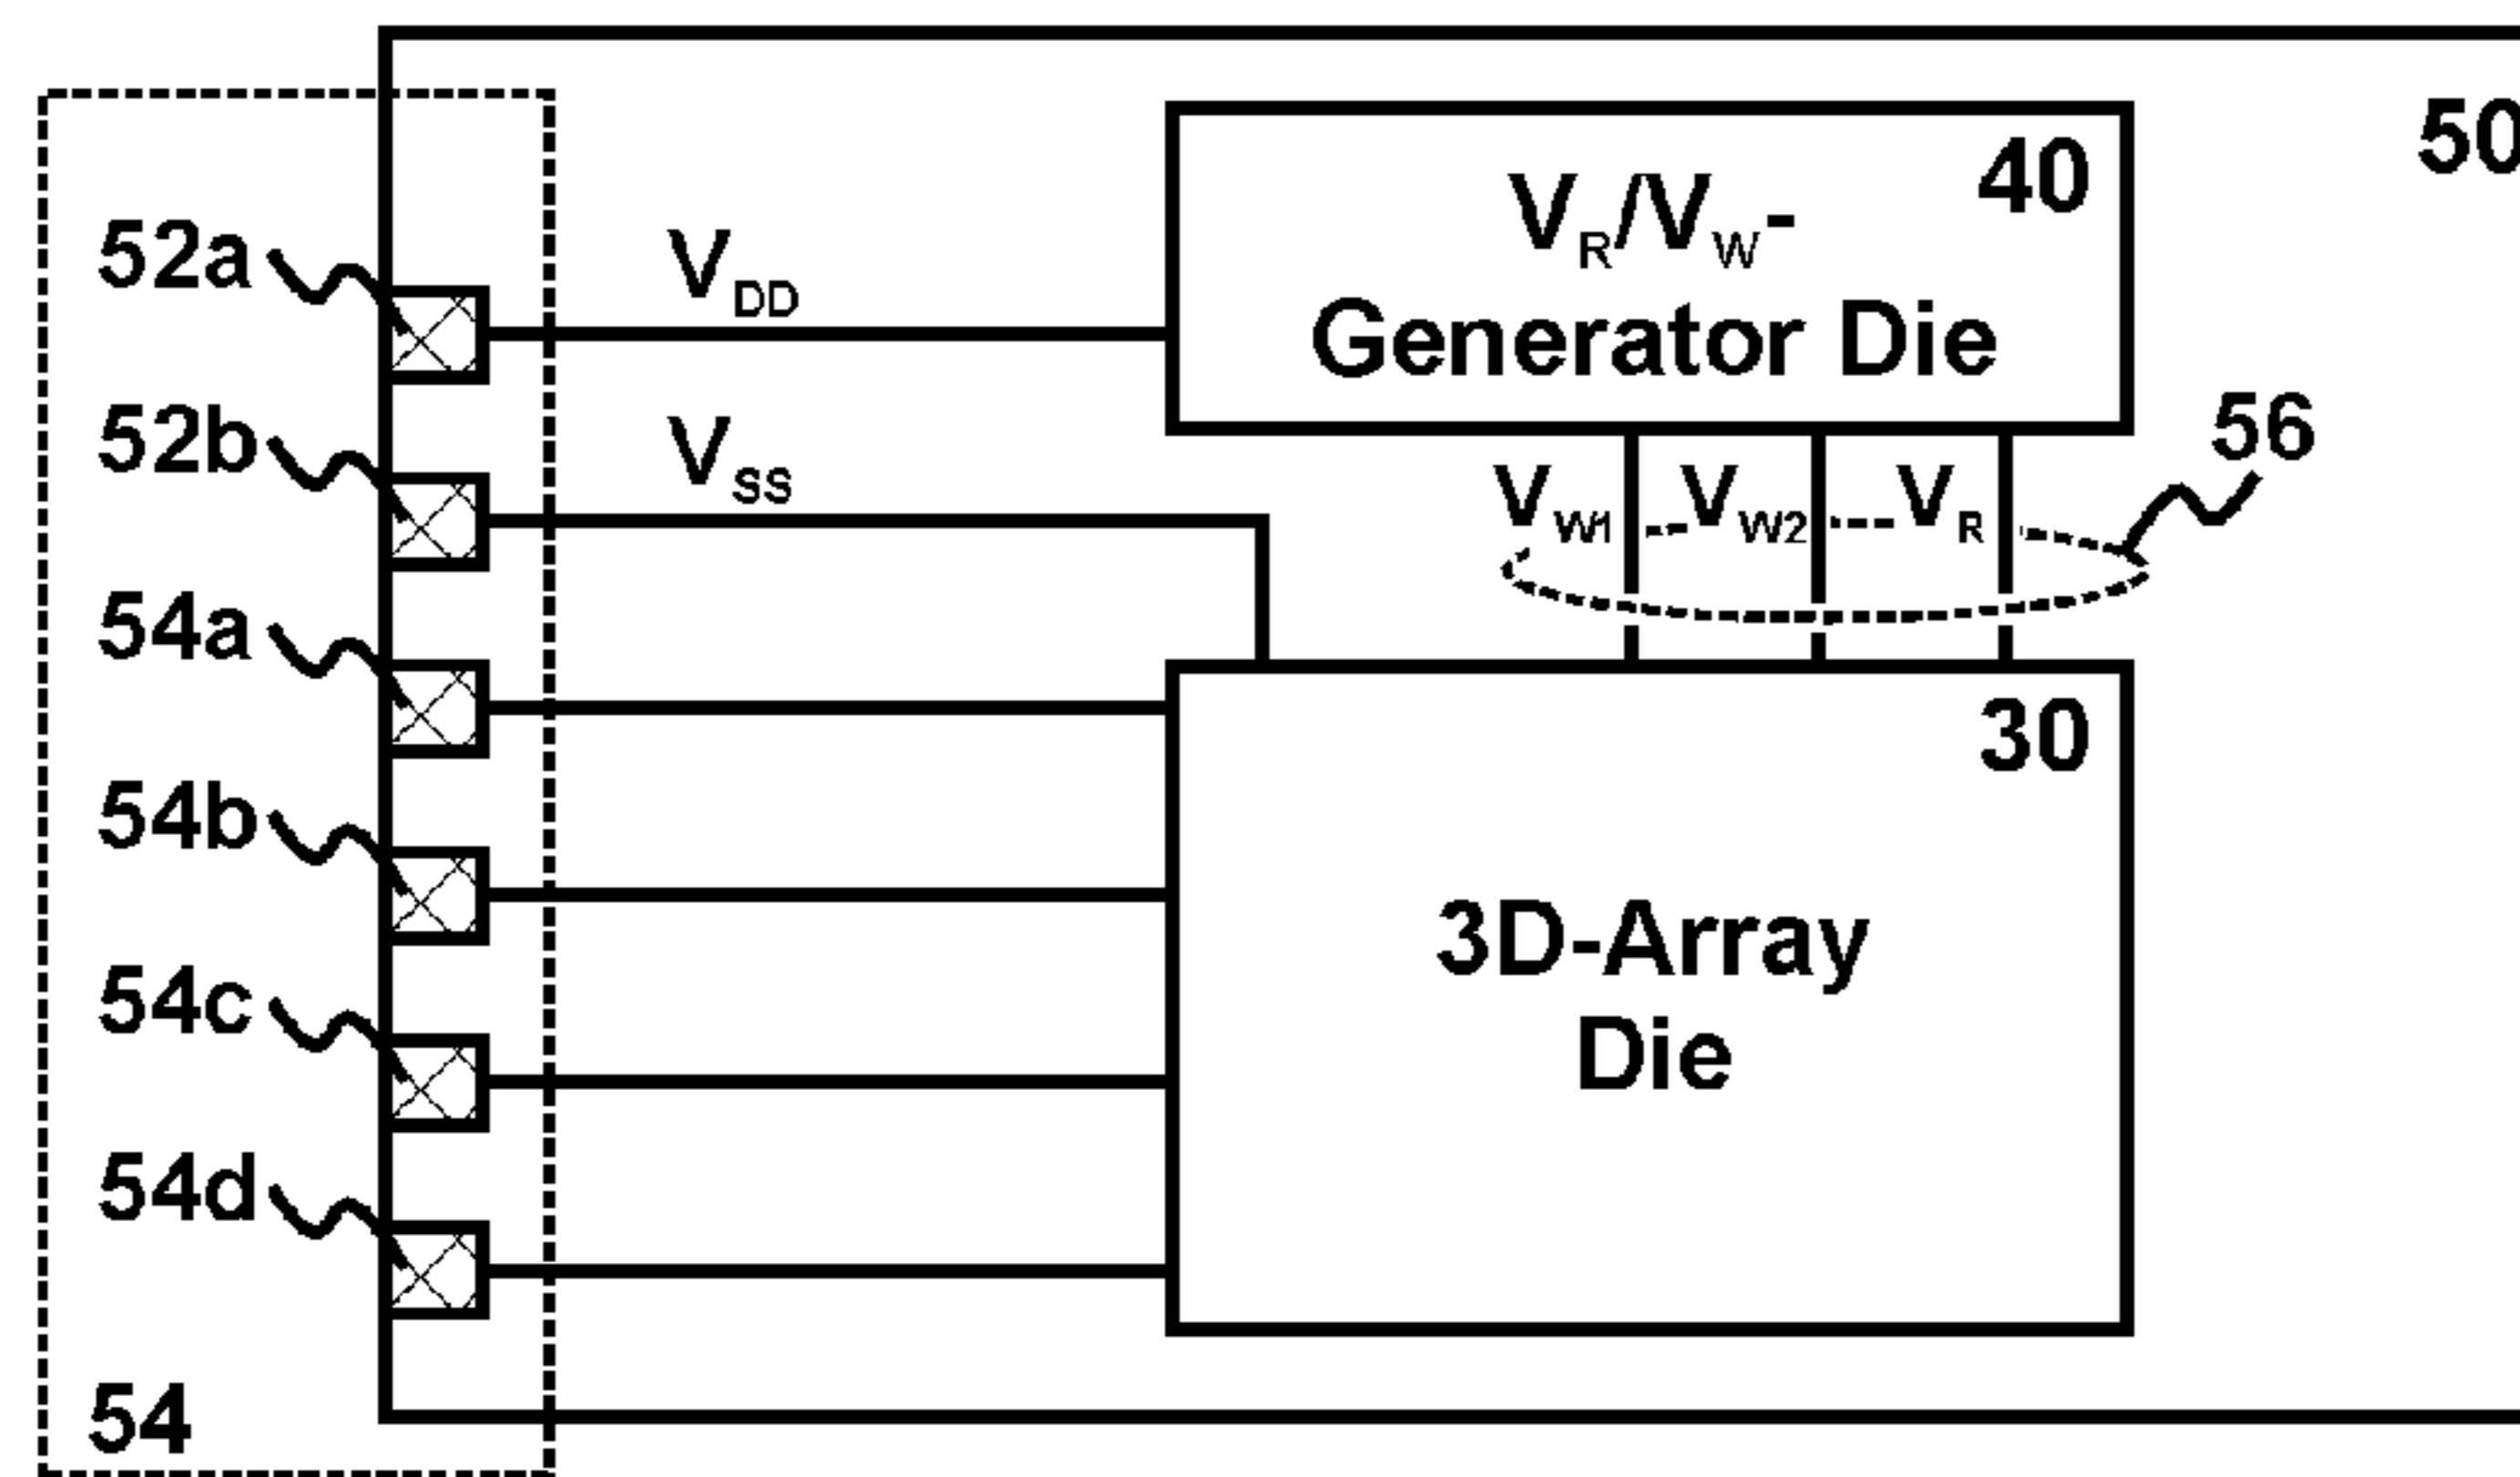 50
40
V_R/V_W-
Generator Die
52a
V_DD
52b
V_SS
56
V_W1
V_W2
V_R
54a
30
54b
3D-Array
Die
54c
54d
54